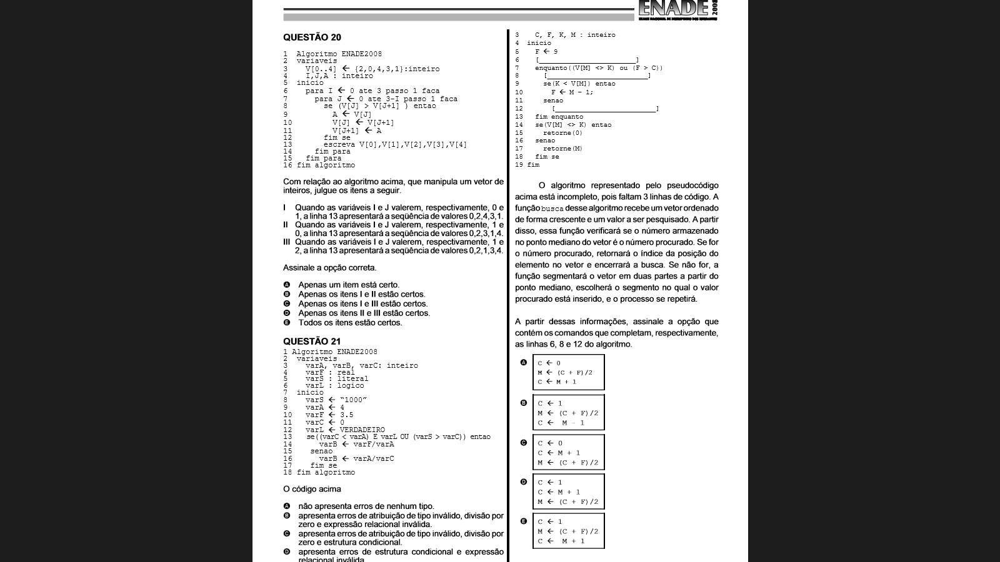 ENADE
2008
EXAME NACIONAL DE DESEMPENHO DOS ESTUDANTES
QUESTÃO 20
1 Algoritmo ENADE2008
2 variaveis
3 V[0..4] ← {2,0,4,3,1}:inteiro
4 I,J,A : inteiro
5 inicio
6 para I ← 0 ate 3 passo 1 faca
7 para J ← 0 ate 3-I passo 1 faca
8 se (V[J] > V[J+1] ) entao
9 A ← V[J]
10 V[J] ← V[J+1]
11 V[J+1] ← A
12 fim se
13 escreva V[0],V[1],V[2],V[3],V[4]
14 fim para
15 fim para
16 fim algoritmo
Com relação ao algoritmo acima, que manipula um vetor de
inteiros, julgue os itens a seguir.
I Quando as variáveis I e J valerem, respectivamente, 0 e
1, a linha 13 apresentará a seqüência de valores 0,2,4,3,1.
II Quando as variáveis I e J valerem, respectivamente, 1 e
0, a linha 13 apresentará a seqüência de valores 0,2,3,1,4.
III Quando as variáveis I e J valerem, respectivamente, 1 e
2, a linha 13 apresentará a seqüência de valores 0,2,1,3,4.
Assinale a opção correta.
A Apenas um item está certo.
B Apenas os itens I e II estão certos.
C Apenas os itens I e III estão certos.
D Apenas os itens II e III estão certos.
E Todos os itens estão certos.
QUESTÃO 21
1 Algoritmo ENADE2008
2 variaveis
3 varA, varB, varC: inteiro
4 varF : real
5 varS : literal
6 varL : logico
7 inicio
8 varS ← “1000”
9 varA ← 4
10 varF ← 3.5
11 varC ← 0
12 varL ← VERDADEIRO
13 se((varC < varA) E varL OU (varS > varC)) entao
14 varB ← varF/varA
15 senao
16 varB ← varA/varC
17 fim se
18 fim algoritmo
O código acima
A não apresenta erros de nenhum tipo.
B apresenta erros de atribuição de tipo inválido, divisão por
zero e expressão relacional inválida.
C apresenta erros de atribuição de tipo inválido, divisão por
zero e estrutura condicional.
D apresenta erros de estrutura condicional e expressão
relacional inválida.
3 C, F, K, M : inteiro
4 inicio
5 F ← 9
6 [________________________]
7 enquanto((V[M] <> K) ou (F > C))
8 [_________________________]
9 se(K < V[M]) entao
10 F ← M - 1;
11 senao
12 [_________________________]
13 fim enquanto
14 se(V[M] <> K) entao
15 retorne(0)
16 senao
17 retorne(M)
18 fim se
19 fim
O algoritmo representado pelo pseudocódigo
acima está incompleto, pois faltam 3 linhas de código. A
função busca desse algoritmo recebe um vetor ordenado
de forma crescente e um valor a ser pesquisado. A partir
disso, essa função verificará se o número armazenado
no ponto mediano do vetor é o número procurado. Se for
o número procurado, retornará o índice da posição do
elemento no vetor e encerrará a busca. Se não for, a
função segmentará o vetor em duas partes a partir do
ponto mediano, escolherá o segmento no qual o valor
procurado está inserido, e o processo se repetirá.
A partir dessas informações, assinale a opção que
contém os comandos que completam, respectivamente,
as linhas 6, 8 e 12 do algoritmo.
A C ← 0
M ← (C + F)/2
C ← M + 1
B C ← 1
M ← (C + F)/2
C ← M - 1
C C ← 0
C ← M + 1
M ← (C + F)/2
D C ← 1
C ← M + 1
M ← (C + F)/2
E C ← 1
M ← (C + F)/2
C ← M + 1